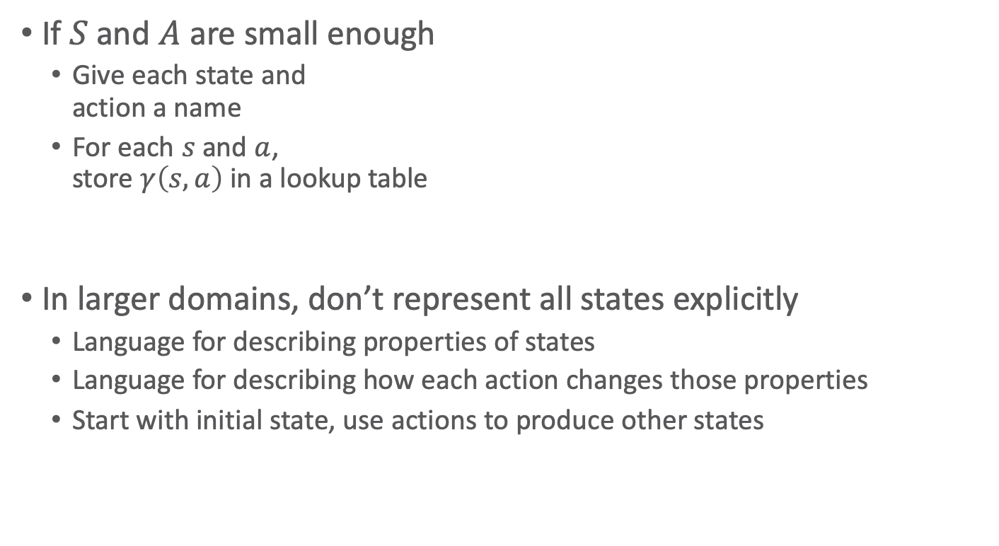 • If 𝑆 and 𝐴 are small enough
• Give each state and
action a name
• For each 𝑠 and 𝑎,
store 𝛾(𝑠, 𝑎) in a lookup table
• In larger domains, don’t represent all states explicitly
• Language for describing properties of states
• Language for describing how each action changes those properties
• Start with initial state, use actions to produce other states